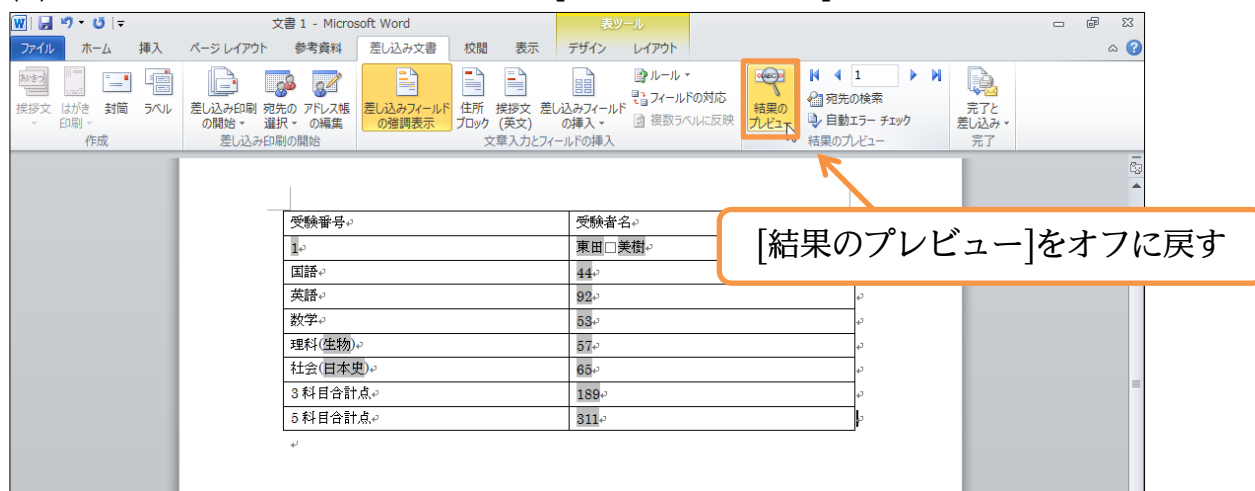 文書 1 - Microsoft Word
表ツール
ファイル ホーム 挿入 ページ レイアウト 参考資料 差し込み文書 校閲 表示 デザイン レイアウト
挨拶文 はがき印刷 封筒 ラベル
作成
差し込み印刷の開始 宛先の選択 アドレス帳の編集
差し込み印刷の開始
差し込みフィールドの強調表示 住所ブロック 挨拶文(英文) 差し込みフィールドの挿入
ルール
フィールドの対応
複数ラベルに反映
文章入力とフィールドの挿入
«ABC»
結果のプレビュー
1
宛先の検索
自動エラー チェック
結果のプレビュー
完了と差し込み
完了
[結果のプレビュー]をオフに戻す
受験番号 受験者名
1 東田□美樹
国語 44
英語 92
数学 53
理科(生物) 57
社会(日本史) 65
3 科目合計点 189
5 科目合計点 311